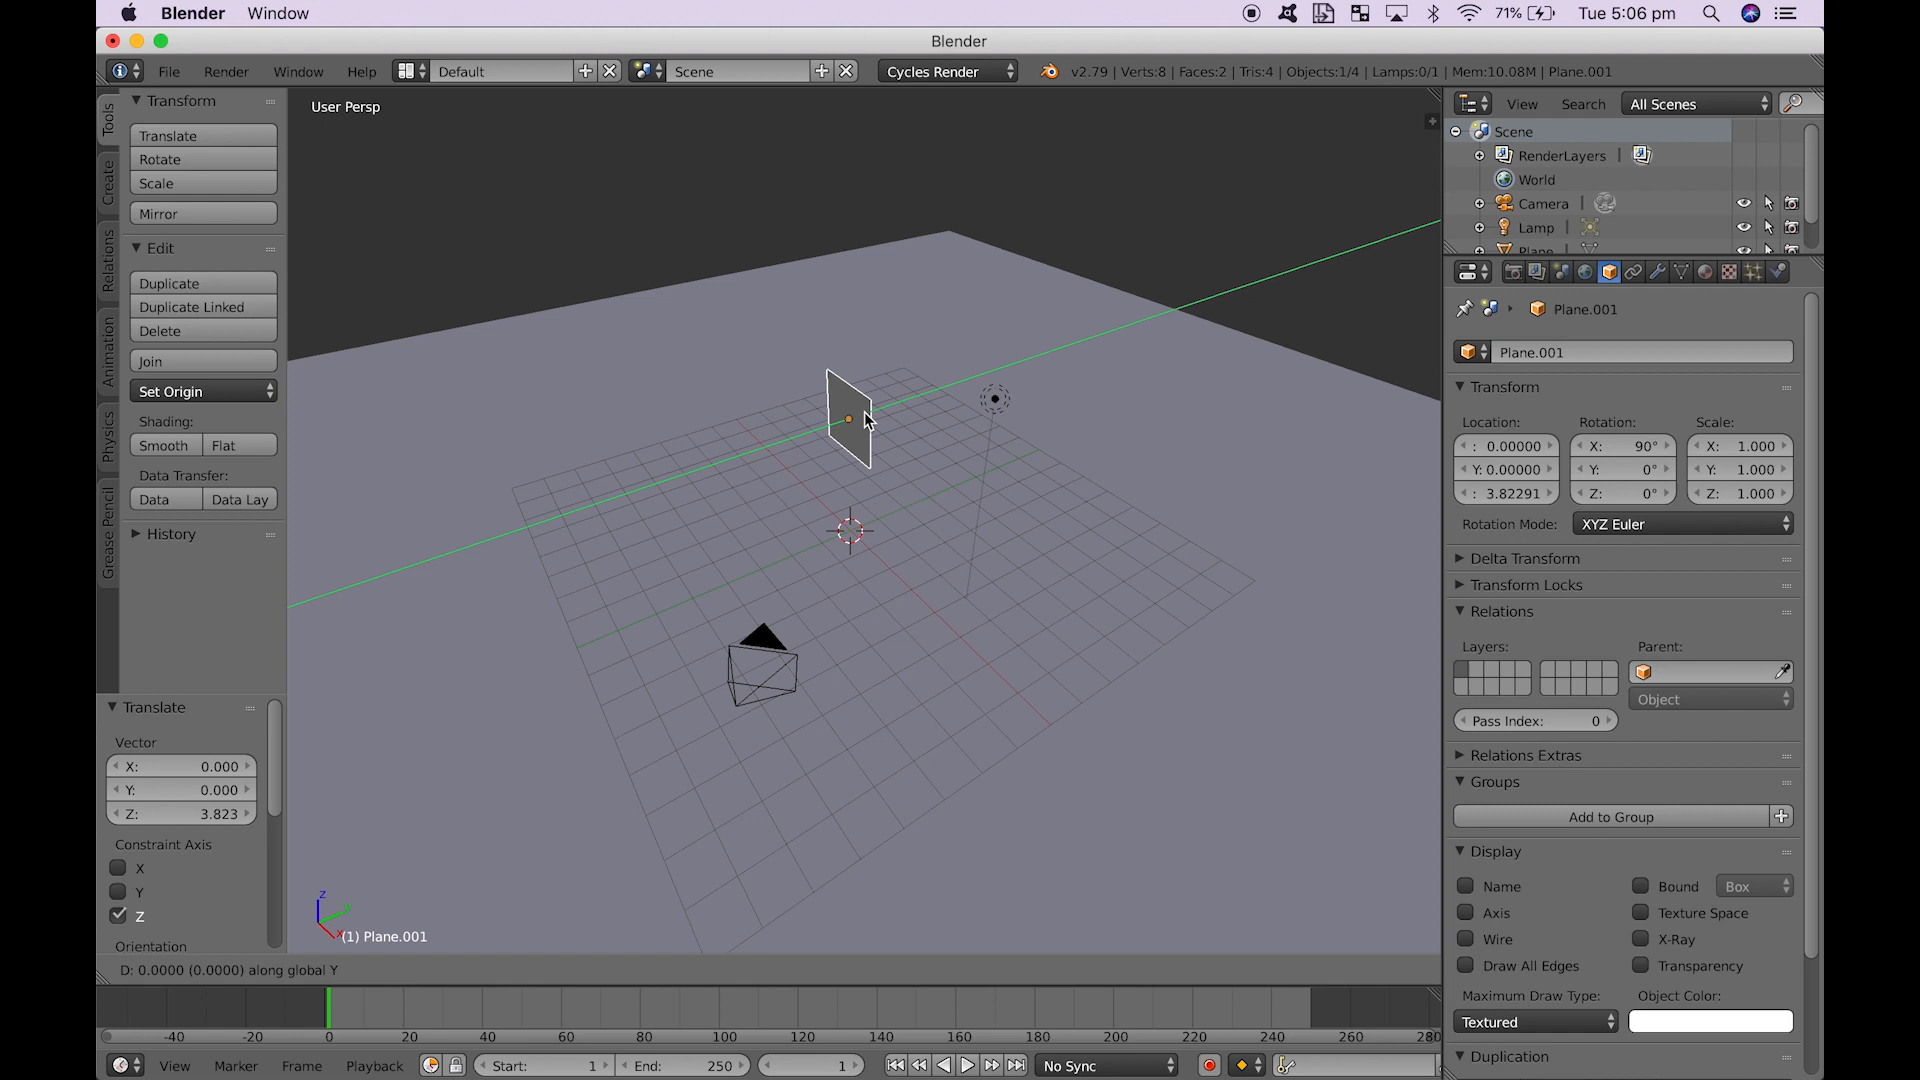 Blender Window 71% Tue 5:06 pm
Blender
File Render Window Help Default Scene Cycles Render v2.79 | Verts:8 | Faces:2 | Tris:4 | Objects:1/4 | Lamps:0/1 | Mem:10.08M | Plane.001
Tools
Create
Relations
Animation
Physics
Grease Pencil
Transform
Translate
Rotate
Scale
Mirror
Edit
Duplicate
Duplicate Linked
Delete
Join
Set Origin
Shading:
Smooth Flat
Data Transfer:
Data Data Lay
History
Translate
Vector
X: 0.000
Y: 0.000
Z: 3.823
Constraint Axis
X
Y
Z
Orientation
User Persp
z
y
x
(1) Plane.001
D: 0.0000 (0.0000) along global Y
View Search All Scenes
Scene
RenderLayers |
World
Camera |
Lamp |
Plane
Plane.001
Plane.001
Transform
Location: Rotation: Scale:
: 0.00000 X: 90° X: 1.000
Y: 0.00000 Y: 0° Y: 1.000
: 3.82291 Z: 0° Z: 1.000
Rotation Mode: XYZ Euler
Delta Transform
Transform Locks
Relations
Layers: Parent:
Object
Pass Index: 0
Relations Extras
Groups
Add to Group
Display
Name Bound Box
Axis Texture Space
Wire X-Ray
Draw All Edges Transparency
Maximum Draw Type: Object Color:
Textured
Duplication
-40 -20 0 20 40 60 80 100 120 140 160 180 200 220 240 260 280
View Marker Frame Playback Start: 1 End: 250 1 No Sync